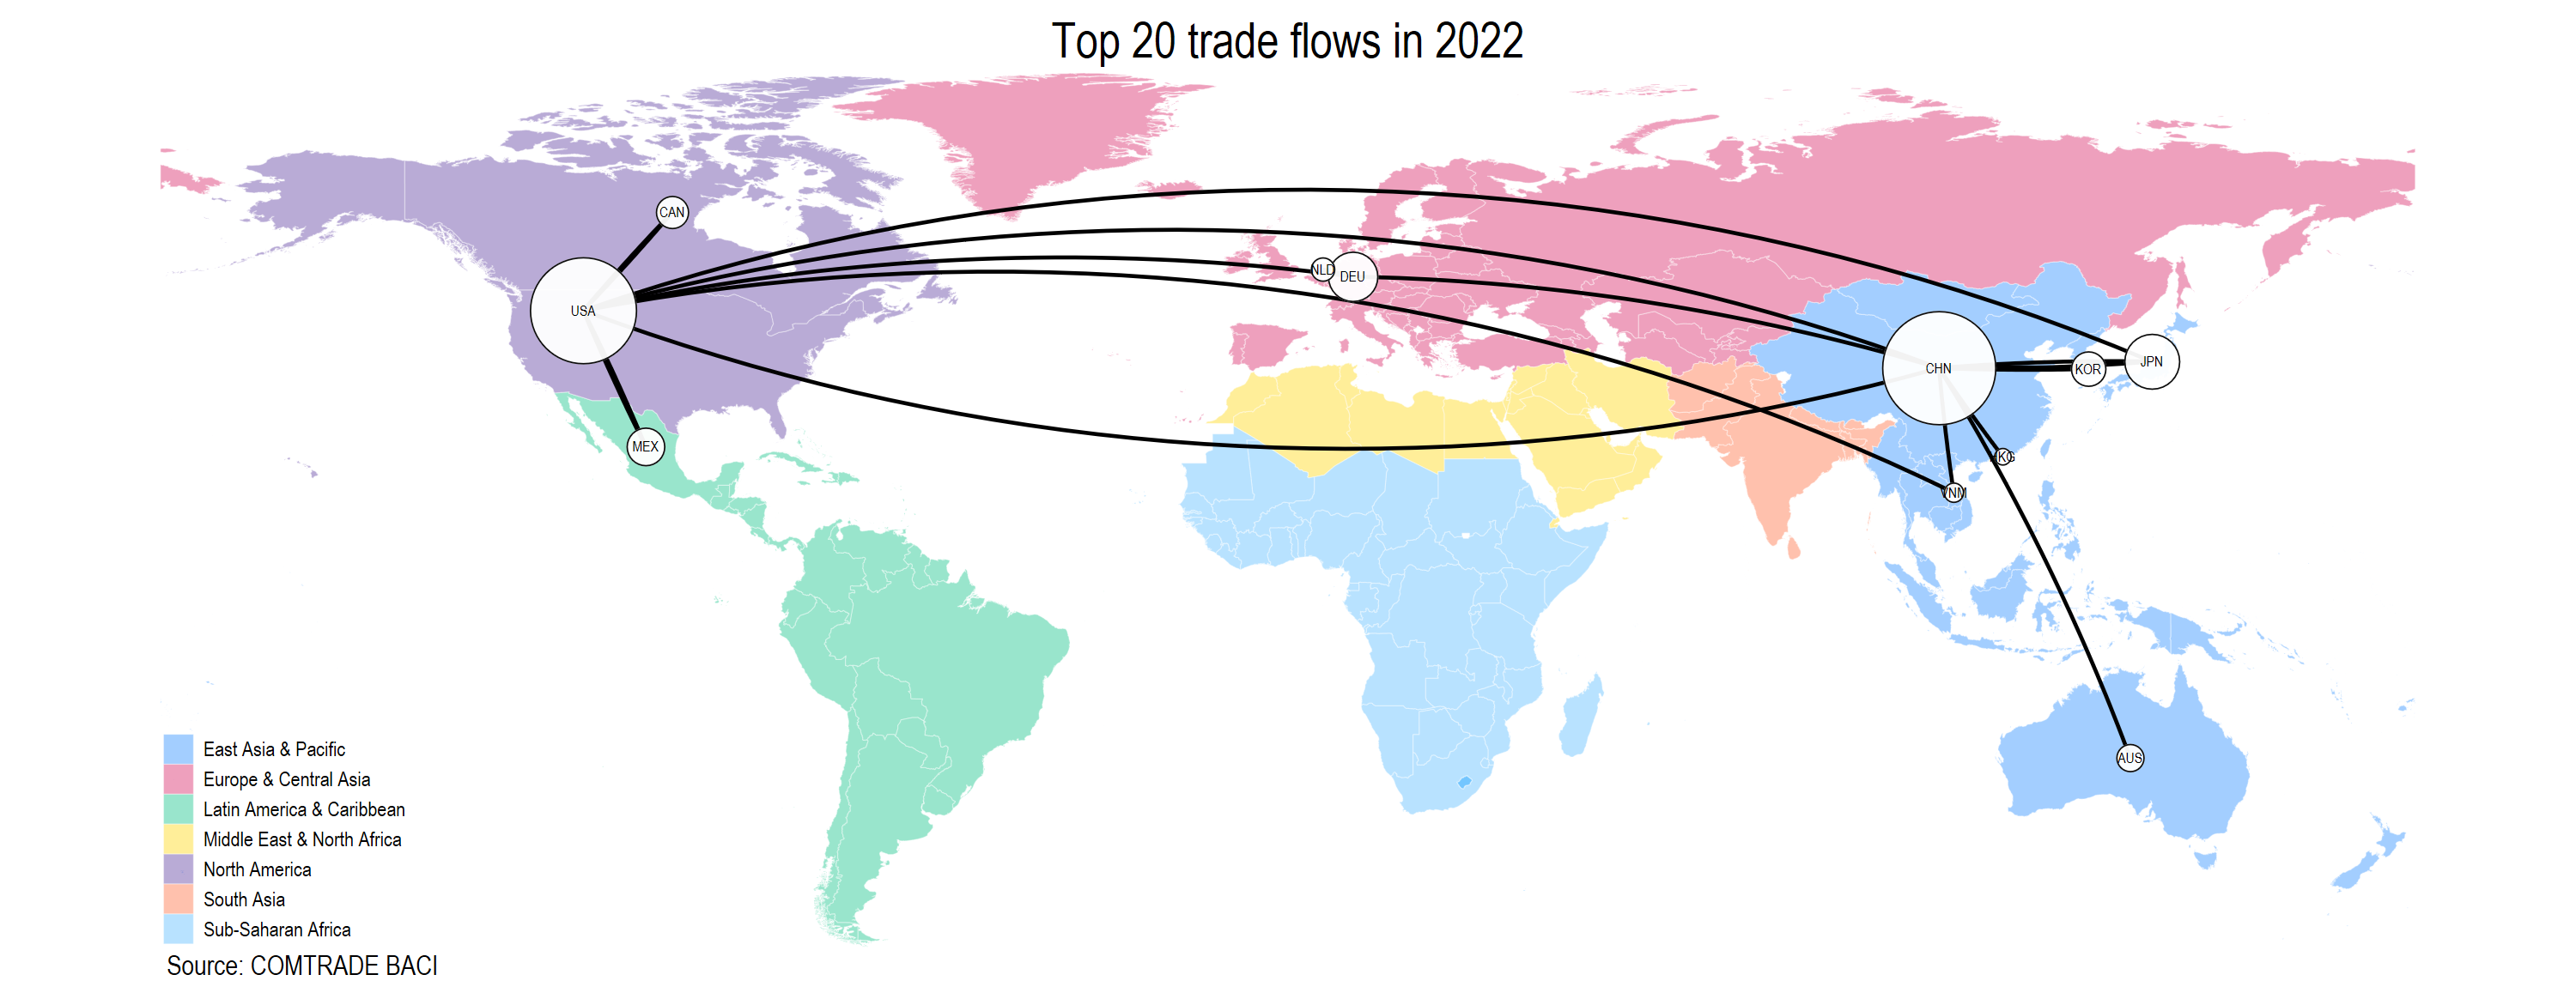 Top 20 trade flows in 2022
CAN
USA
NLD
DEU
CHN
KOR
JPN
MEX
HKG
VNM
AUS
East Asia & Pacific
Europe & Central Asia
Latin America & Caribbean
Middle East & North Africa
North America
South Asia
Sub-Saharan Africa
Source: COMTRADE BACI